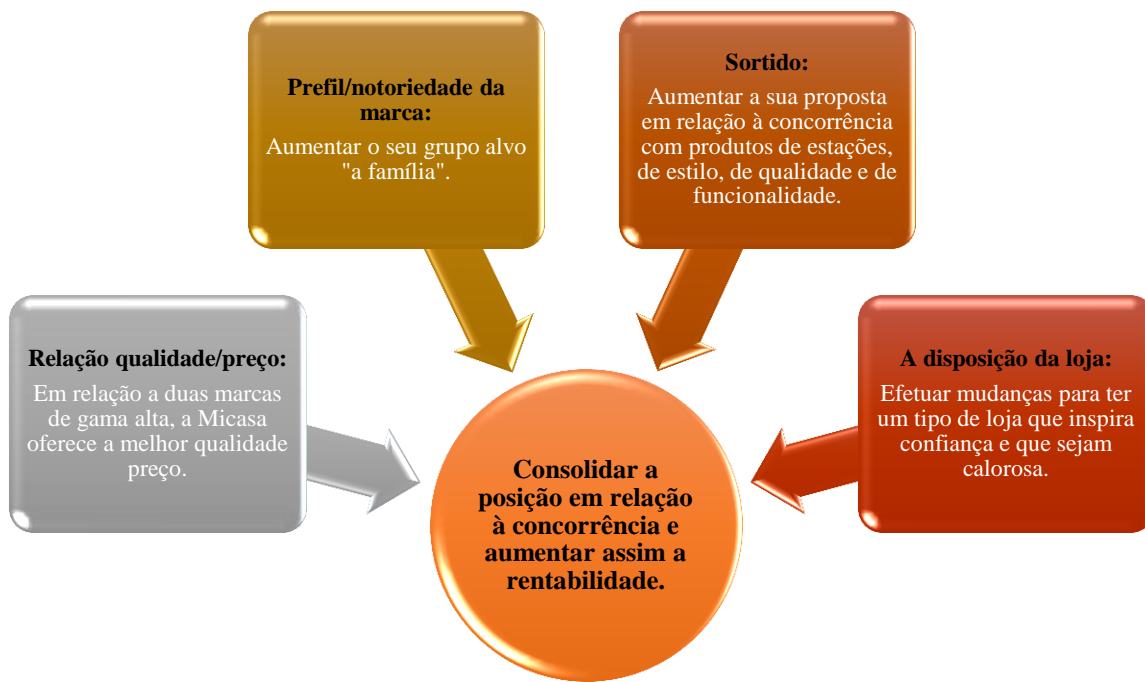 Prefil/notoriedade da
marca:
Aumentar o seu grupo alvo
"a família".
Sortido:
Aumentar a sua proposta
em relação à concorrência
com produtos de estações,
de estilo, de qualidade e de
funcionalidade.
Relação qualidade/preço:
Em relação a duas marcas
de gama alta, a Micasa
oferece a melhor qualidade
preço.
A disposição da loja:
Efetuar mudanças para ter
um tipo de loja que inspira
confiança e que sejam
calorosa.
Consolidar a
posição em relação
à concorrência e
aumentar assim a
rentabilidade.